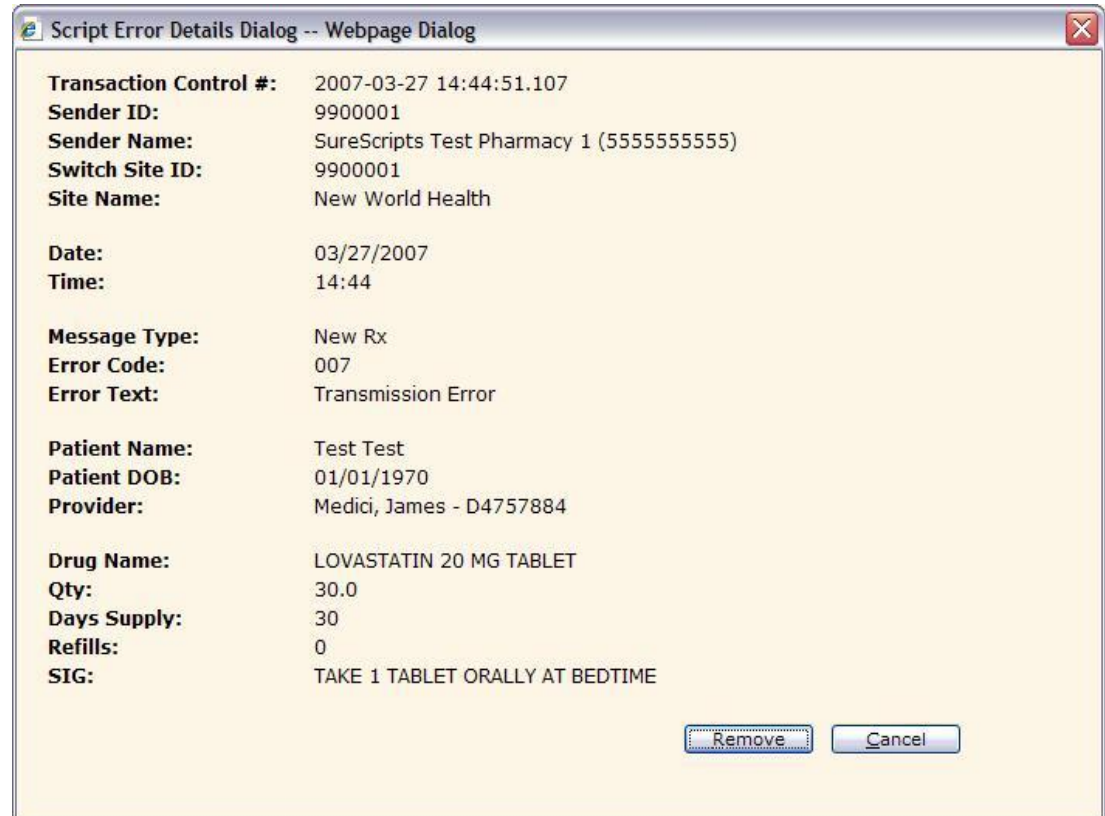 Script Error Details Dialog -- Webpage Dialog
Transaction Control #: 2007-03-27 14:44:51.107
Sender ID: 9900001
Sender Name: SureScripts Test Pharmacy 1 (5555555555)
Switch Site ID: 9900001
Site Name: New World Health
Date: 03/27/2007
Time: 14:44
Message Type: New Rx
Error Code: 007
Error Text: Transmission Error
Patient Name: Test Test
Patient DOB: 01/01/1970
Provider: Medici, James - D4757884
Drug Name: LOVASTATIN 20 MG TABLET
Qty: 30.0
Days Supply: 30
Refills: 0
SIG: TAKE 1 TABLET ORALLY AT BEDTIME
Remove Cancel